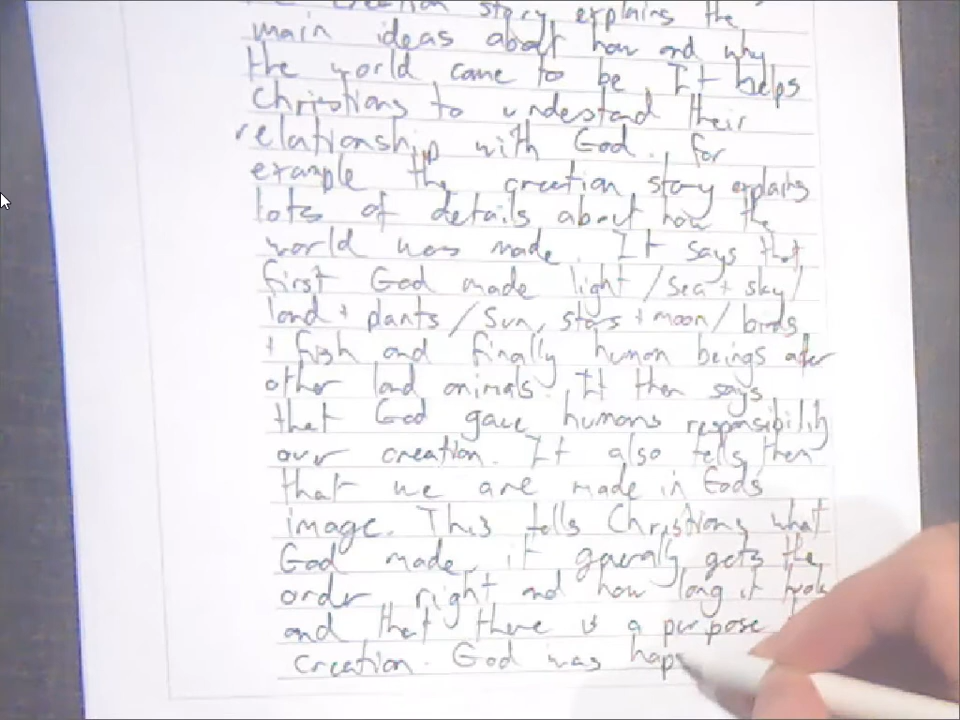 creation story explains the
main ideas about how and why
the world came to be. It helps
Christians to understand their
relationship with God. For
example the creation story explains
lots of details about how the
world was made. It says that
first God made light / sea + sky /
land + plants / sun, stars + moon / birds
+ fish and finally human beings after
other land animals. It then says
that God gave humans responsibility
over creation. It also tells them
that we are made in Gods
image. This tells Christians what
God made, it generally gets the
order right and how long it took
and that there is a purpose
creation. God was hap